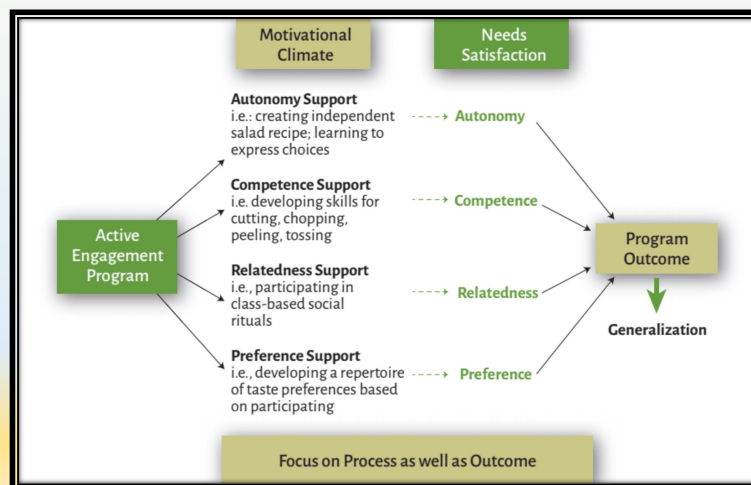 Motivational
Climate
Needs
Satisfaction
Autonomy Support
i.e.: creating independent
salad recipe; learning to
express choices
Autonomy
Competence Support
i.e. developing skills for
cutting, chopping,
peeling, tossing
Competence
Active
Engagement
Program
Program
Outcome
Relatedness Support
i.e., participating in
class-based social
rituals
Relatedness
Generalization
Preference Support
i.e., developing a repertoire
of taste preferences based
on participating
Preference
Focus on Process as well as Outcome